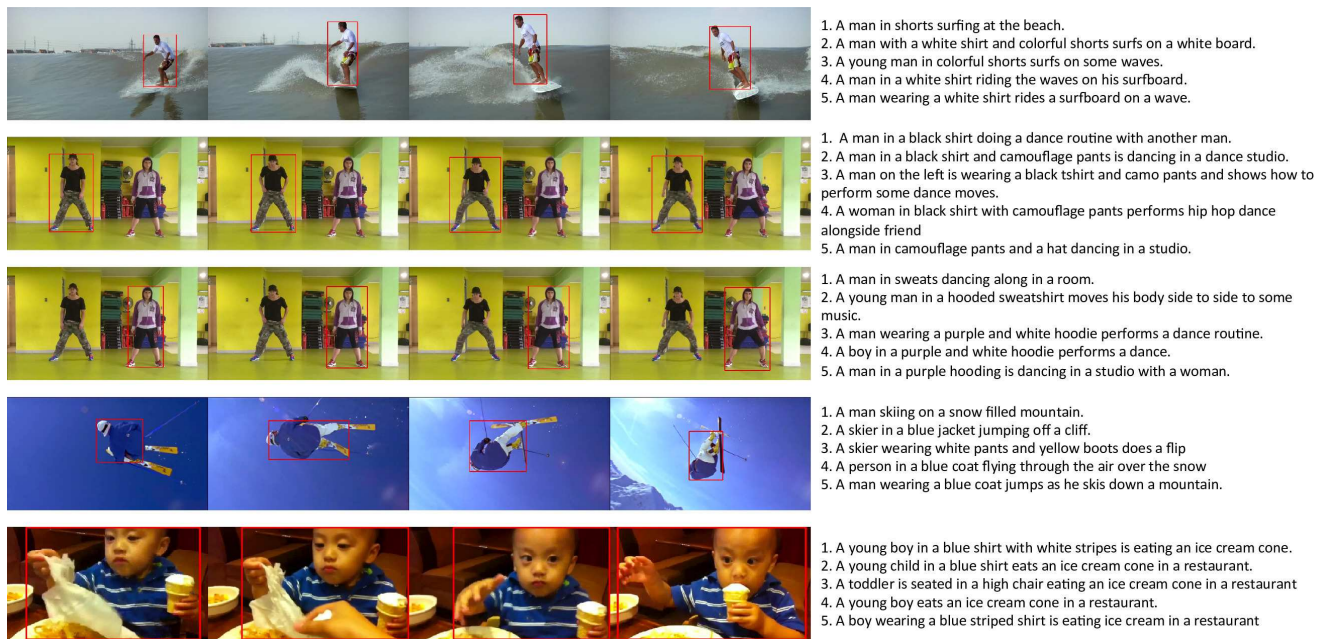 1. A man in shorts surfing at the beach.
2. A man with a white shirt and colorful shorts surfs on a white board.
3. A young man in colorful shorts surfs on some waves.
4. A man in a white shirt riding the waves on his surfboard.
5. A man wearing a white shirt rides a surfboard on a wave.
1. A man in a black shirt doing a dance routine with another man.
2. A man in a black shirt and camouflage pants is dancing in a dance studio.
3. A man on the left is wearing a black tshirt and camo pants and shows how to
perform some dance moves.
4. A woman in black shirt with camouflage pants performs hip hop dance
alongside friend
5. A man in camouflage pants and a hat dancing in a studio.
1. A man in sweats dancing along in a room.
2. A young man in a hooded sweatshirt moves his body side to side to some
music.
3. A man wearing a purple and white hoodie performs a dance routine.
4. A boy in a purple and white hoodie performs a dance.
5. A man in a purple hooding is dancing in a studio with a woman.
1. A man skiing on a snow filled mountain.
2. A skier in a blue jacket jumping off a cliff.
3. A skier wearing white pants and yellow boots does a flip
4. A person in a blue coat flying through the air over the snow
5. A man wearing a blue coat jumps as he skis down a mountain.
1. A young boy in a blue shirt with white stripes is eating an ice cream cone.
2. A young child in a blue shirt eats an ice cream cone in a restaurant.
3. A toddler is seated in a high chair eating an ice cream cone in a restaurant
4. A young boy eats an ice cream cone in a restaurant.
5. A boy wearing a blue striped shirt is eating ice cream in a restaurant